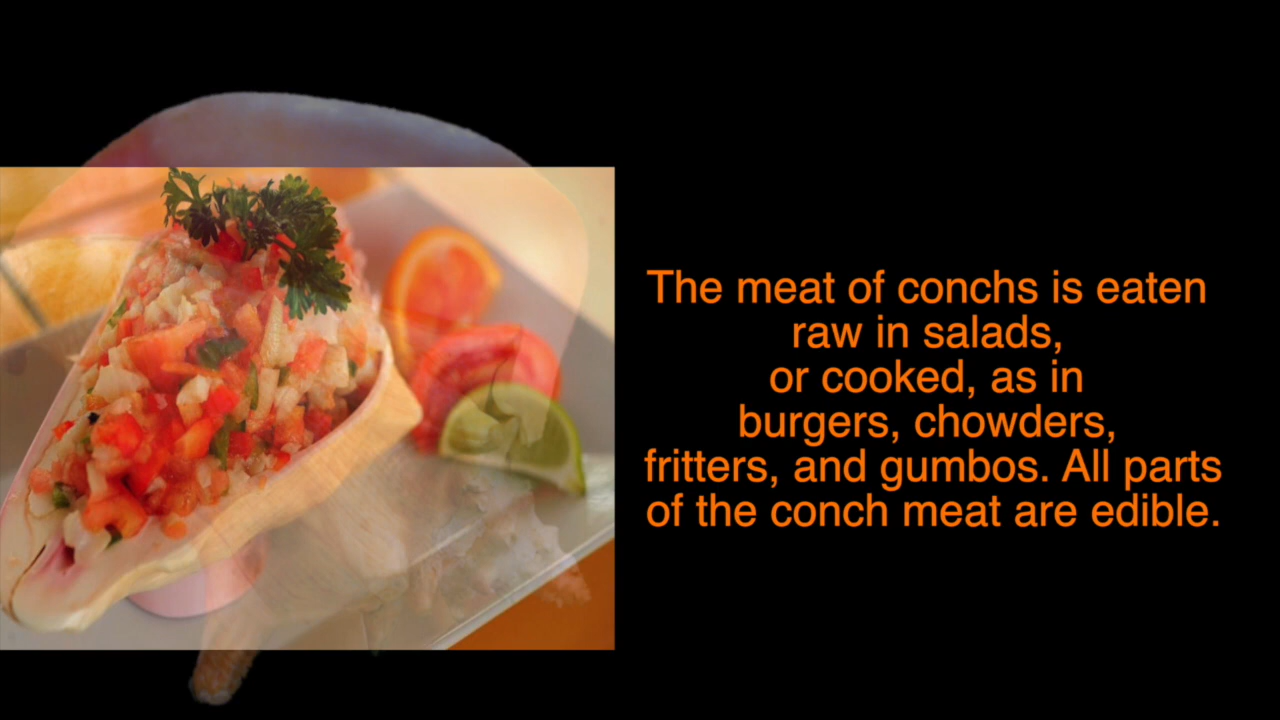 The meat of conchs is eaten
raw in salads,
or cooked, as in
burgers, chowders,
fritters, and gumbos. All parts
of the conch meat are edible.